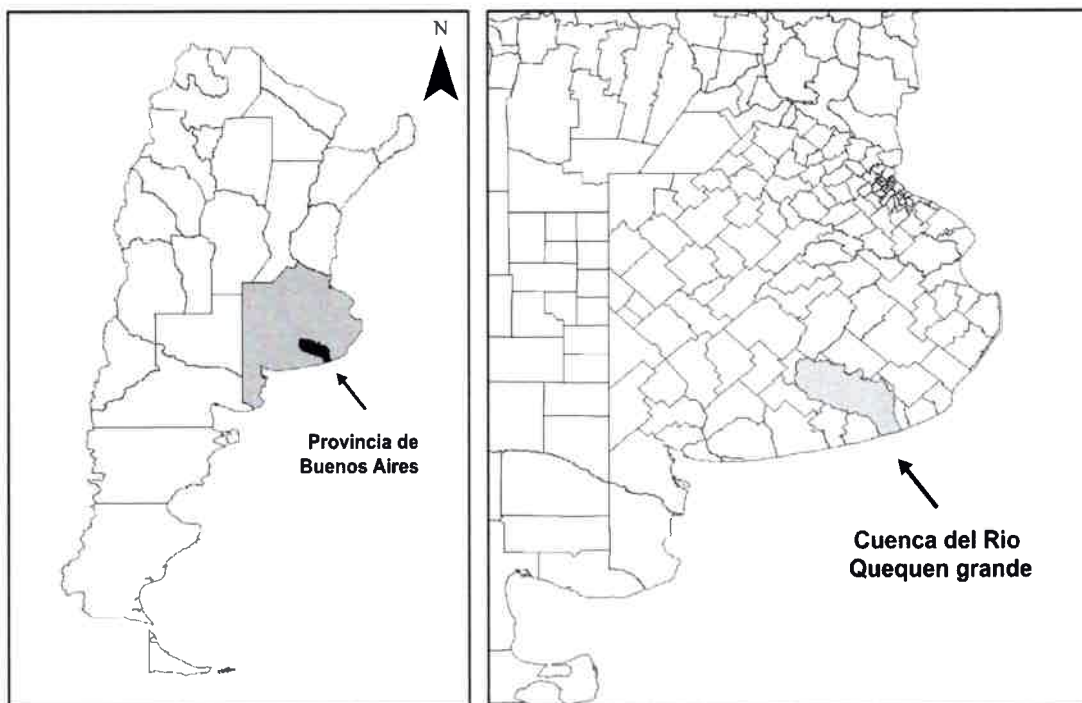 N
Provincia de
Buenos Aires
Cuenca del Rio
Quequen grande